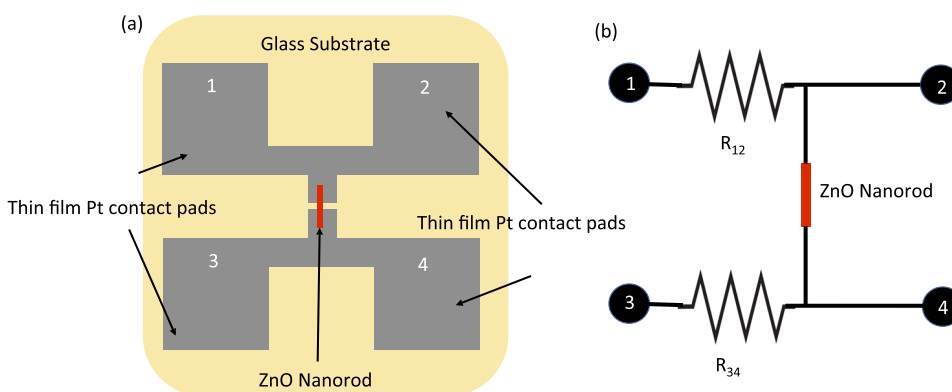 (a)
Glass Substrate
1
2
Thin film Pt contact pads
Thin film Pt contact pads
3
4
ZnO Nanorod
(b)
1
2
R12
ZnO Nanorod
3
4
R34